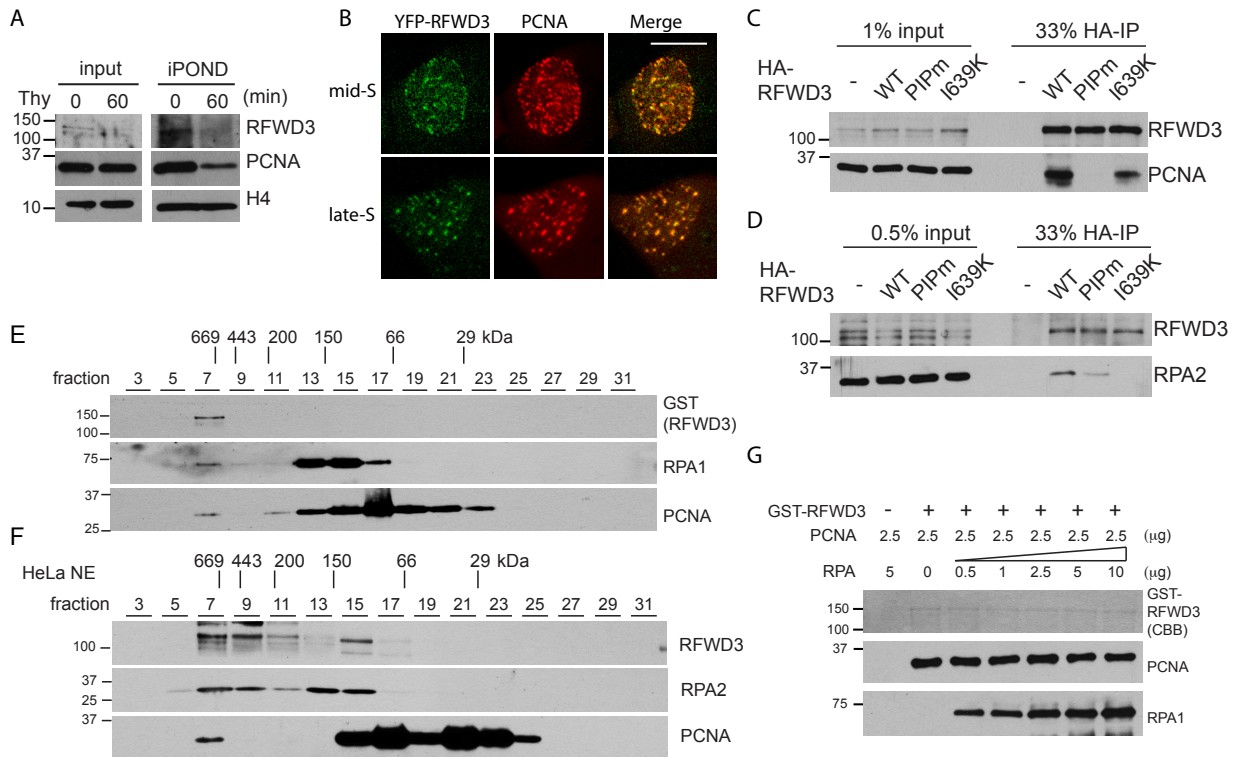 A
input iPOND
Thy 0 60 0 60 (min)
150
100
RFWD3
37
PCNA
10
H4
B
YFP-RFWD3 PCNA Merge
mid-S
late-S
C
1% input 33% HA-IP
HA-
RFWD3
- WT PIPm I639K - WT PIPm I639K
100
RFWD3
37
PCNA
D
0.5% input 33% HA-IP
HA-
RFWD3
- WT PIPm I639K - WT PIPm I639K
100
RFWD3
37
RPA2
E
669 443 200 150 66 29 kDa
fraction 3 5 7 9 11 13 15 17 19 21 23 25 27 29 31
150
100
GST
(RFWD3)
75
RPA1
37
25
PCNA
F
HeLa NE
669 443 200 150 66 29 kDa
fraction 3 5 7 9 11 13 15 17 19 21 23 25 27 29 31
100
RFWD3
37
25
RPA2
37
PCNA
G
GST-RFWD3 - + + + + + +
PCNA 2.5 2.5 2.5 2.5 2.5 2.5 2.5 (μg)
RPA 5 0 0.5 1 2.5 5 10 (μg)
150
100
GST-
RFWD3
(CBB)
37
PCNA
75
RPA1